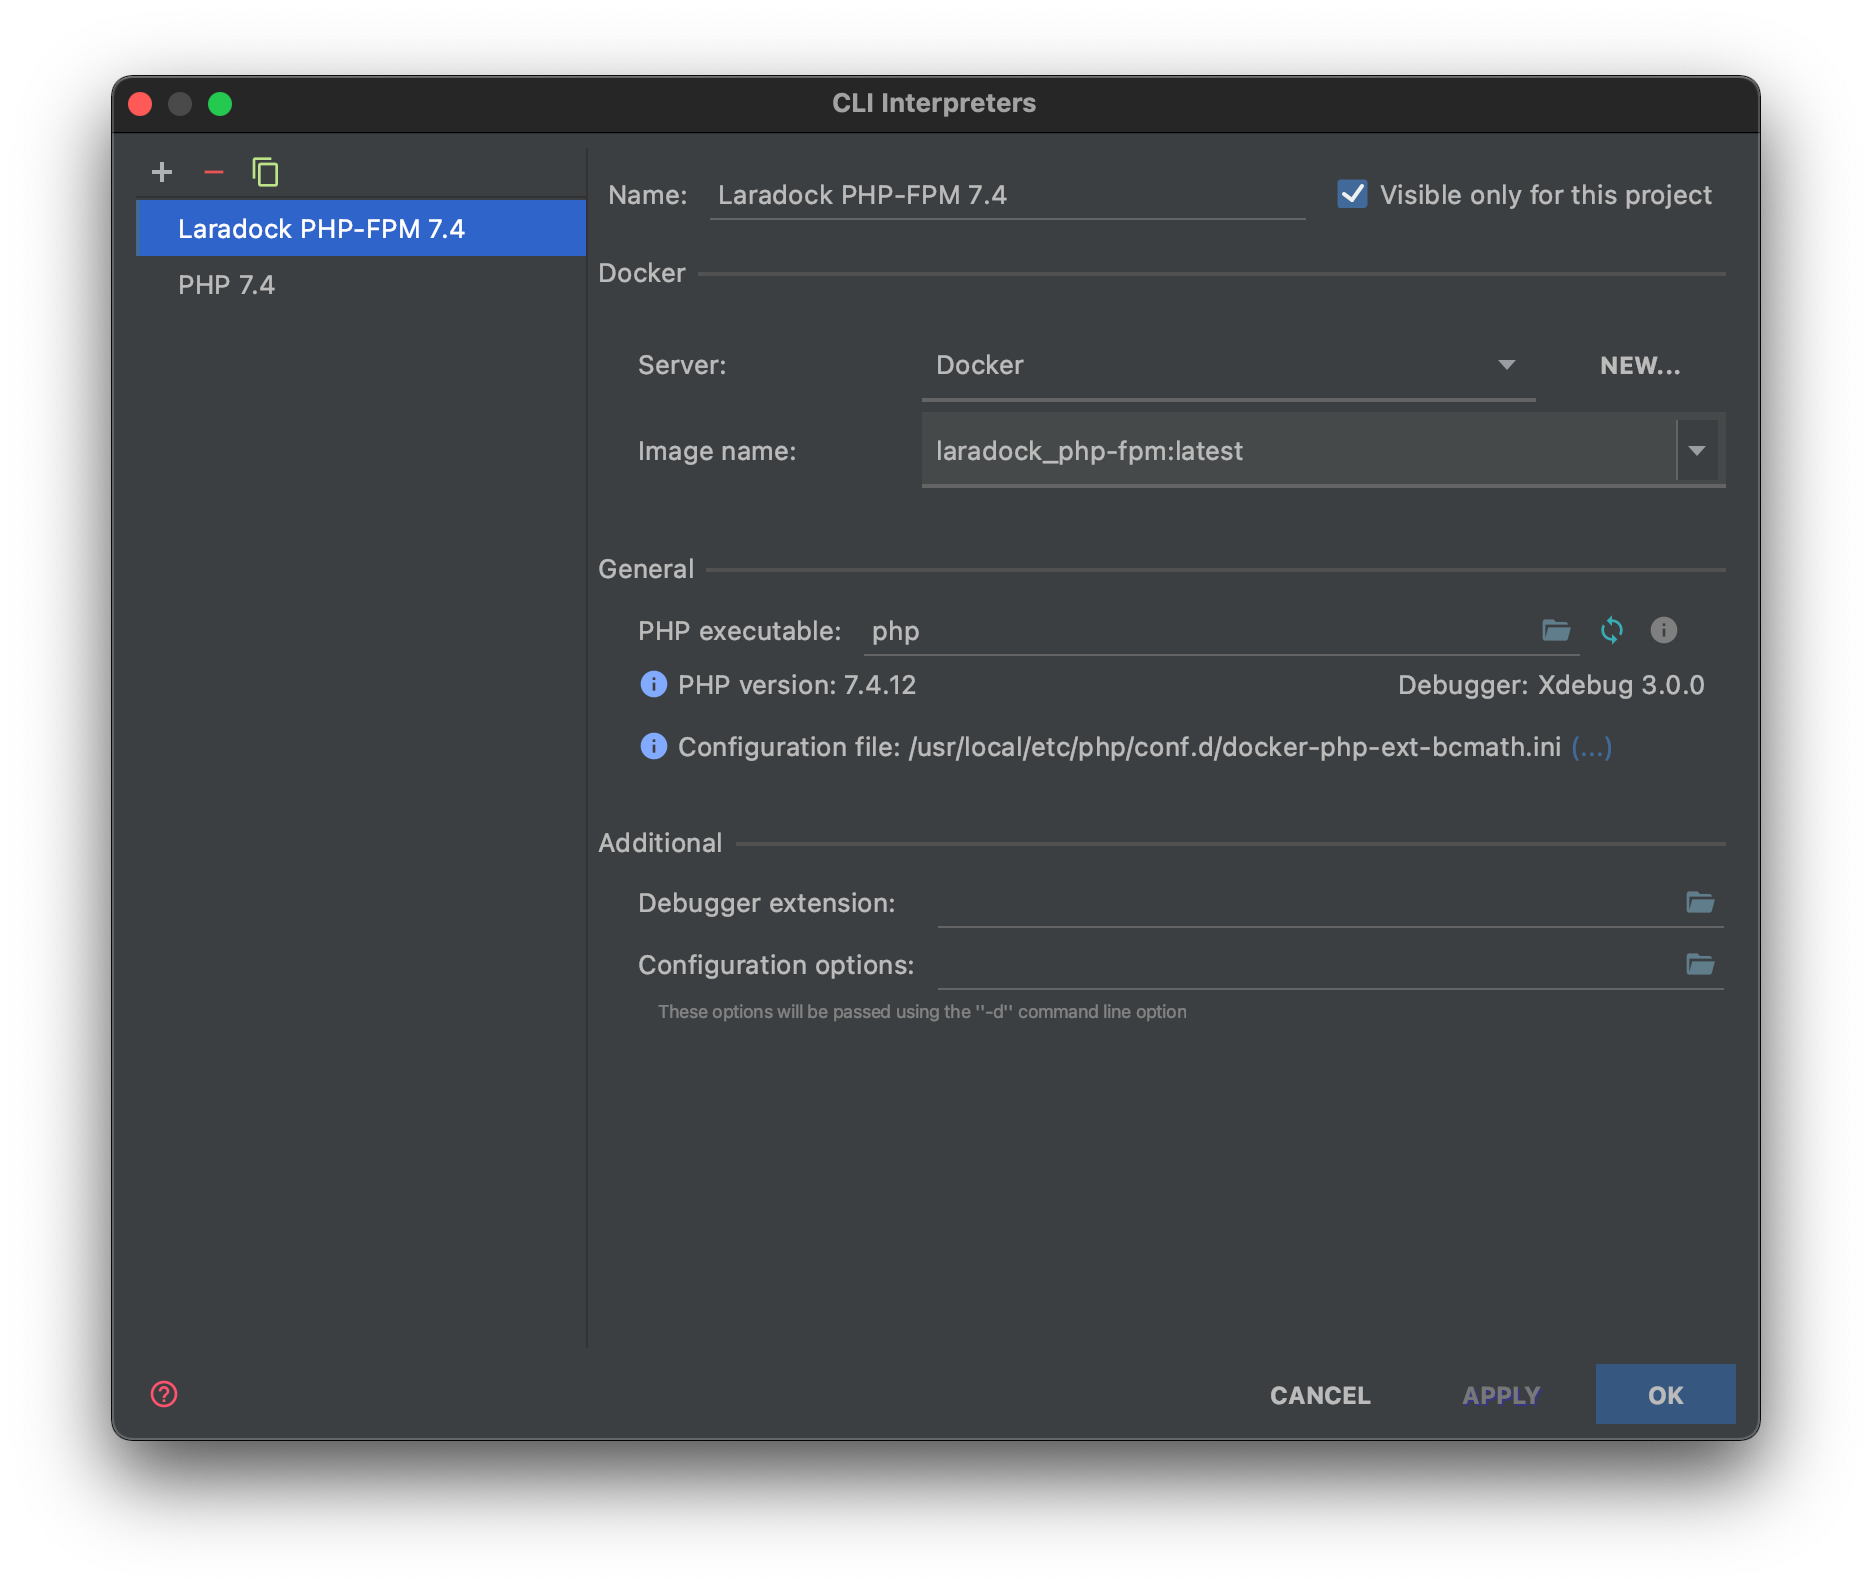 CLI Interpreters
Laradock PHP-FPM 7.4
PHP 7.4
Name: Laradock PHP-FPM 7.4 Visible only for this project
Docker
Server: Docker NEW...
Image name: laradock_php-fpm:latest
General
PHP executable: php
PHP version: 7.4.12 Debugger: Xdebug 3.0.0
Configuration file: /usr/local/etc/php/conf.d/docker-php-ext-bcmath.ini (...)
Additional
Debugger extension:
Configuration options:
These options will be passed using the ''-d'' command line option
CANCEL APPLY OK